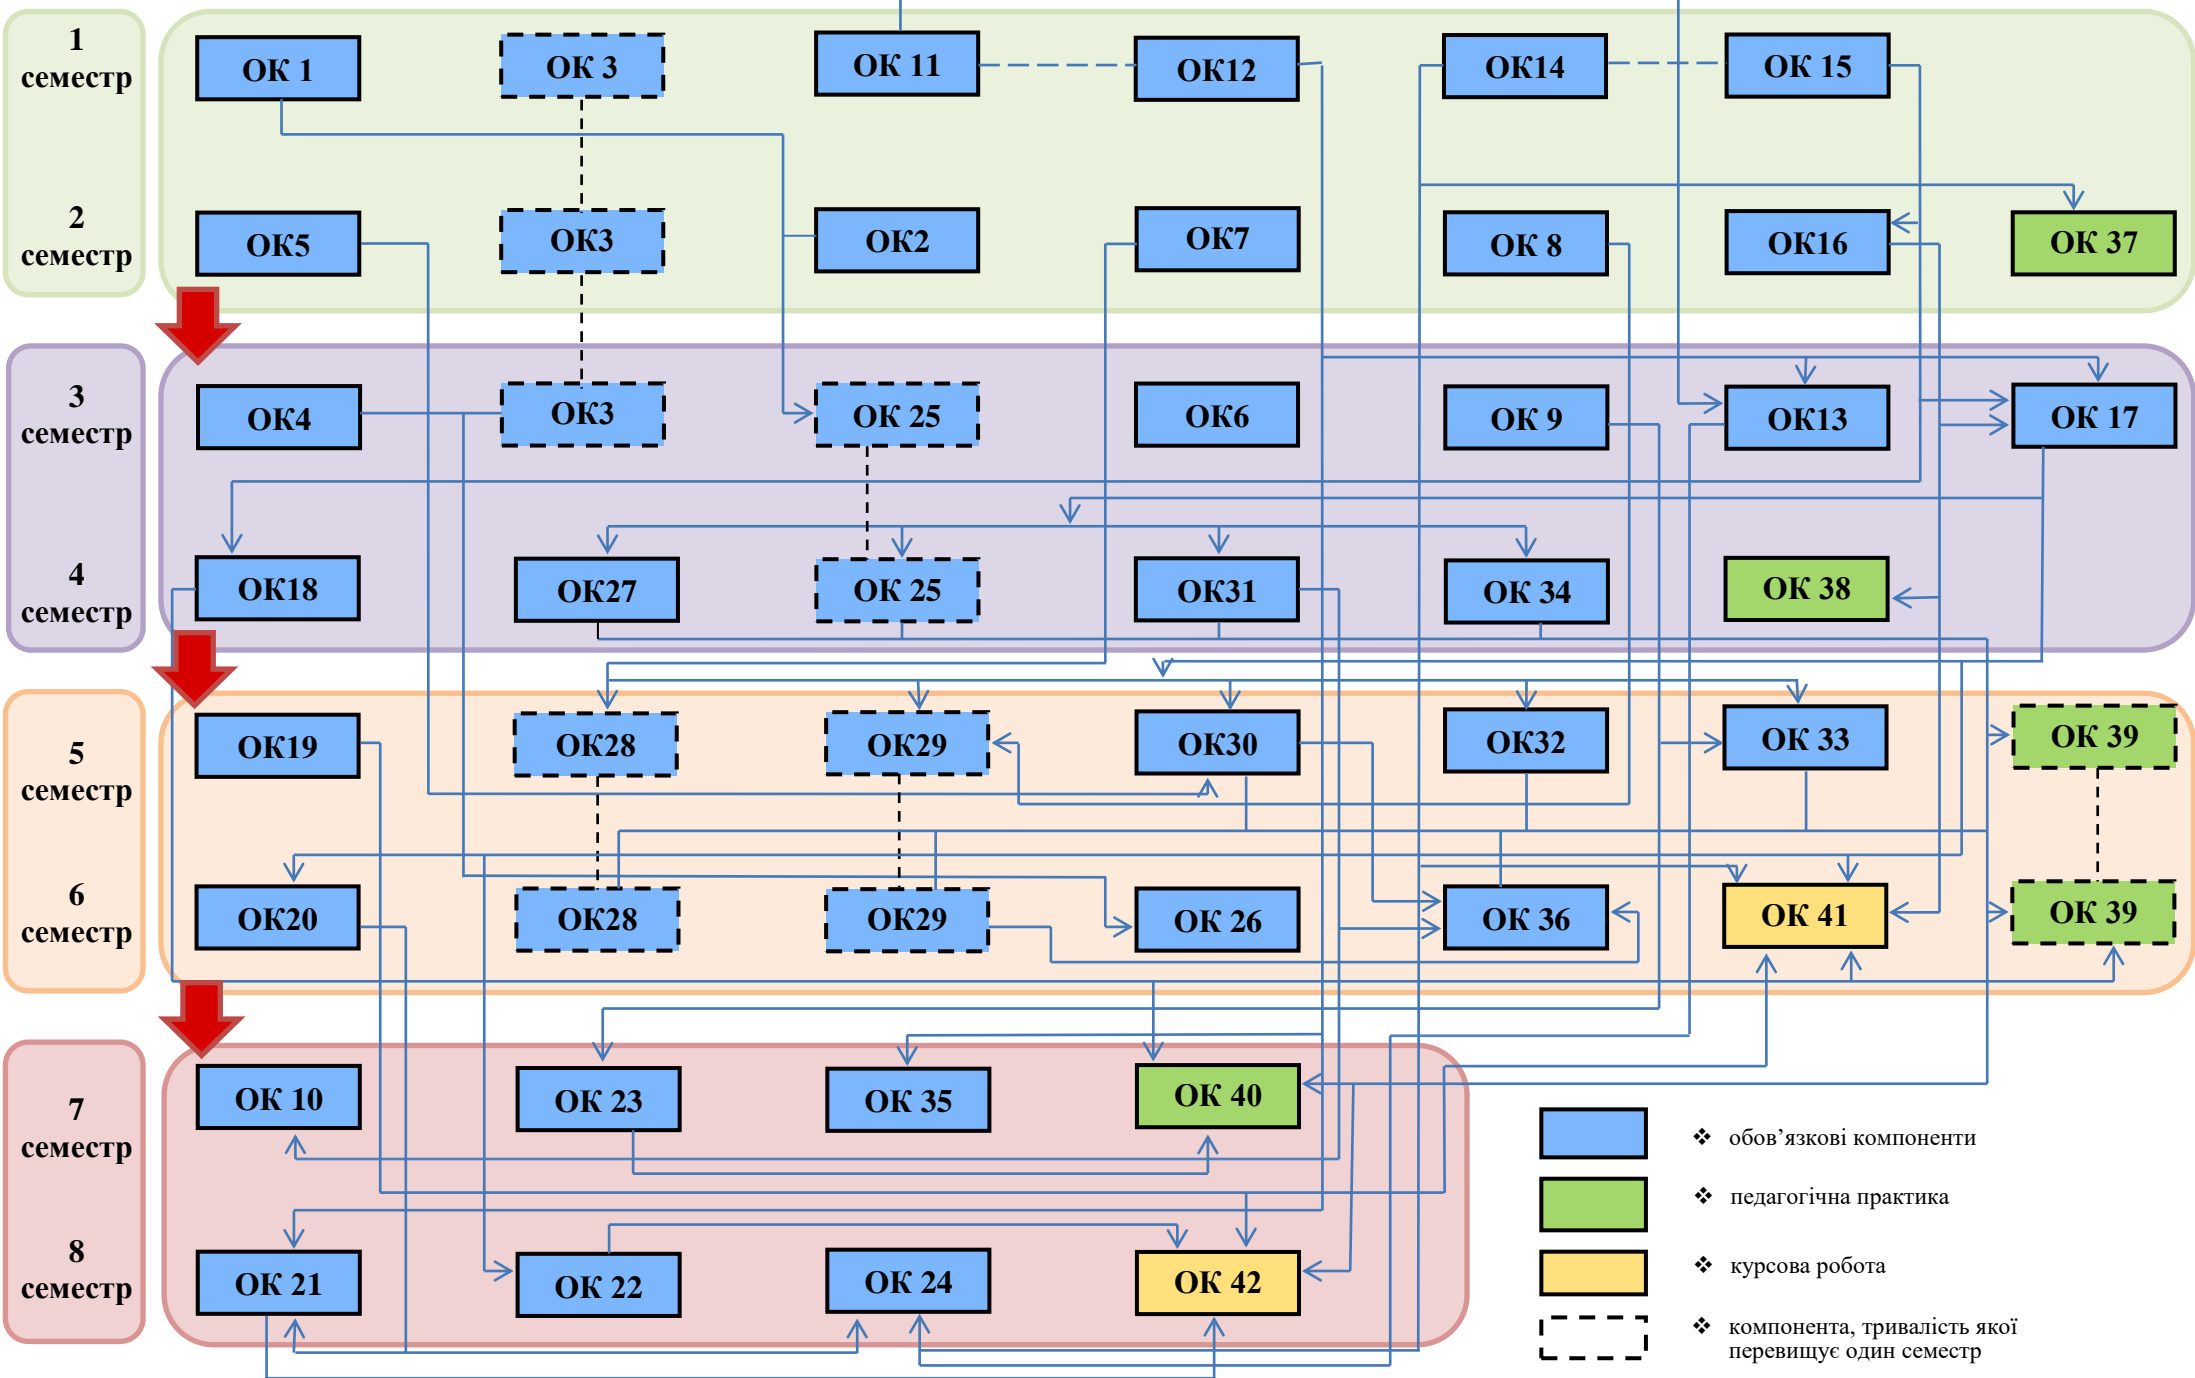 1
семестр
ОК 1
ОК 3
ОК 11
ОК12
ОК14
ОК 15
2
семестр
ОК5
ОК3
ОК2
ОК7
ОК 8
ОК16
ОК 37
3
семестр
ОК4
ОК3
ОК 25
ОК6
ОК 9
ОК13
ОК 17
4
семестр
ОК18
ОК27
ОК 25
ОК31
ОК 34
ОК 38
5
семестр
ОК19
ОК28
ОК29
ОК30
ОК32
ОК 33
ОК 39
6
семестр
ОК20
ОК28
ОК29
ОК 26
ОК 36
ОК 41
ОК 39
7
семестр
ОК 10
ОК 23
ОК 35
ОК 40
8
семестр
ОК 21
ОК 22
ОК 24
ОК 42
❖ обов’язкові компоненти
❖ педагогічна практика
❖ курсова робота
❖ компонента, тривалість якої
перевищує один семестр